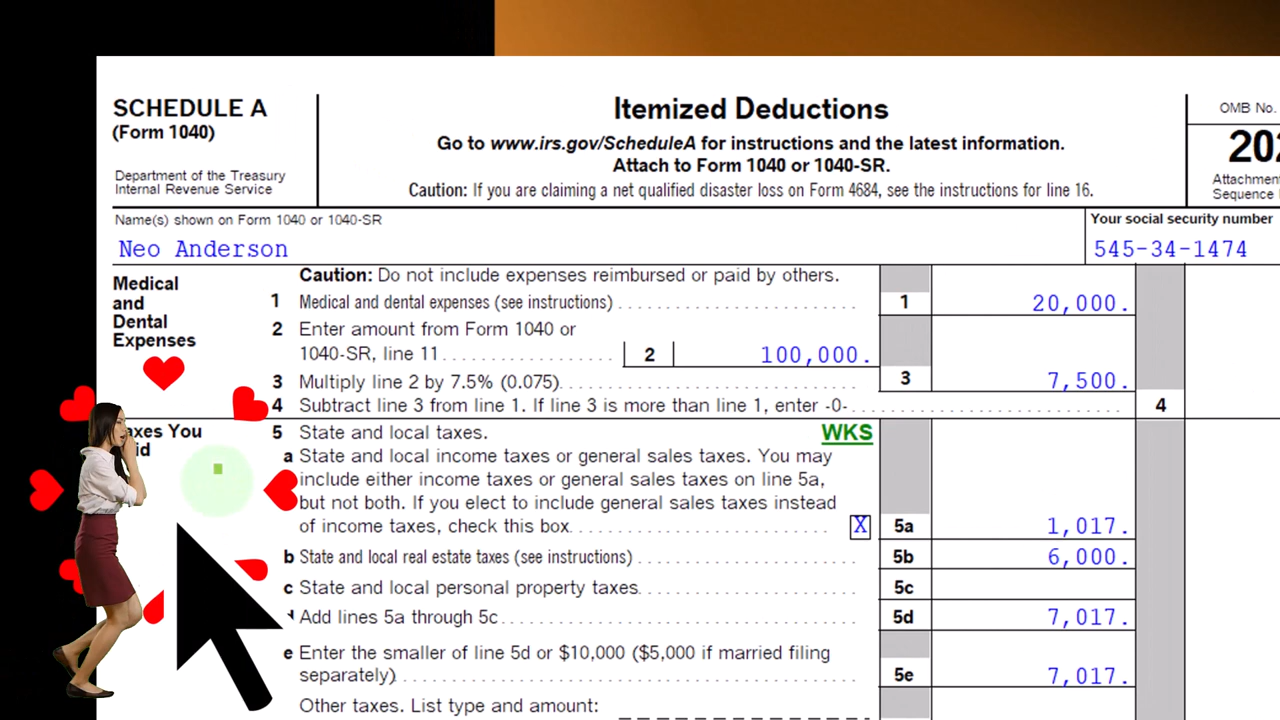 SCHEDULE A
(Form 1040)
Department of the Treasury
Internal Revenue Service
Itemized Deductions
Go to www.irs.gov/ScheduleA for instructions and the latest information.
Attach to Form 1040 or 1040-SR.
Caution: If you are claiming a net qualified disaster loss on Form 4684, see the instructions for line 16.
OMB No.
Attachment
Sequence
Name(s) shown on Form 1040 or 1040-SR
Neo Anderson
Your social security number
545-34-1474
Medical
and
Dental
Expenses
Caution: Do not include expenses reimbursed or paid by others.
1 Medical and dental expenses (see instructions) 1 20,000.
2 Enter amount from Form 1040 or
1040-SR, line 11 2 100,000.
3 Multiply line 2 by 7.5% (0.075) 3 7,500.
4 Subtract line 3 from line 1. If line 3 is more than line 1, enter -0- 4
You
5 State and local taxes. WKS
a State and local income taxes or general sales taxes. You may
include either income taxes or general sales taxes on line 5a,
but not both. If you elect to include general sales taxes instead
of income taxes, check this box X 5a 1,017.
b State and local real estate taxes (see instructions) 5b 6,000.
c State and local personal property taxes 5c
Add lines 5a through 5c 5d 7,017.
e Enter the smaller of line 5d or $10,000 ($5,000 if married filing
separately) 5e 7,017.
Other taxes. List type and amount: